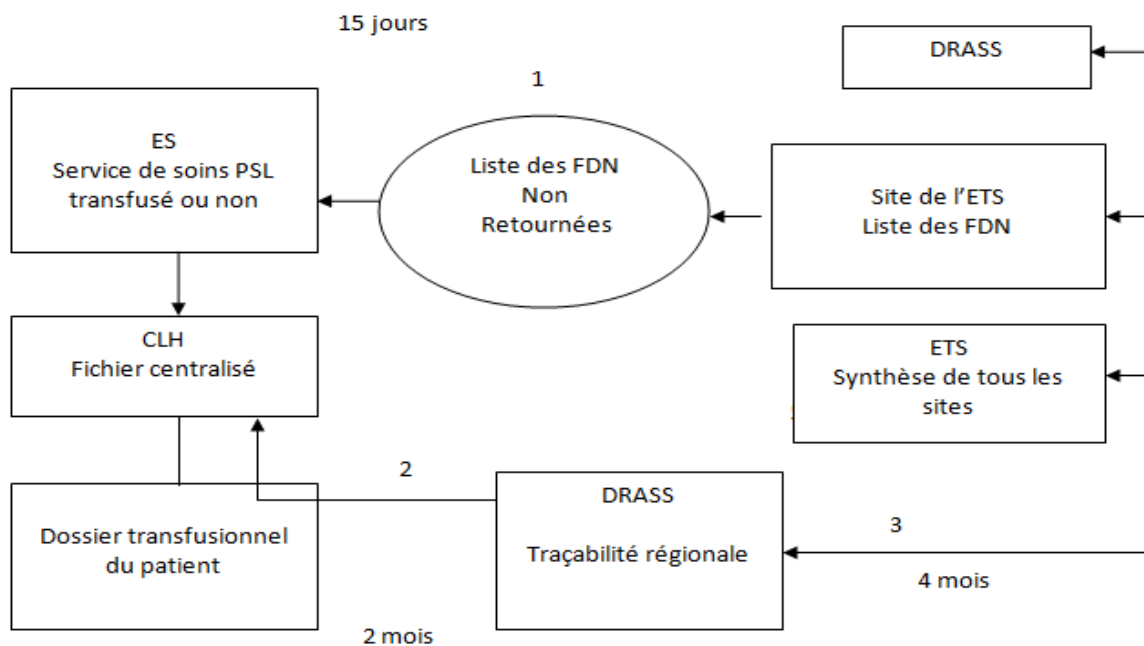 15 jours
DRASS
1
ES
Service de soins PSL
transfusé ou non
Liste des FDN
Non
Retournées
Site de l'ETS
Liste des FDN
CLH
Fichier centralisé
ETS
Synthèse de tous les
sites
2
DRASS
Traçabilité régionale
3
4 mois
Dossier transfusionnel
du patient
2 mois